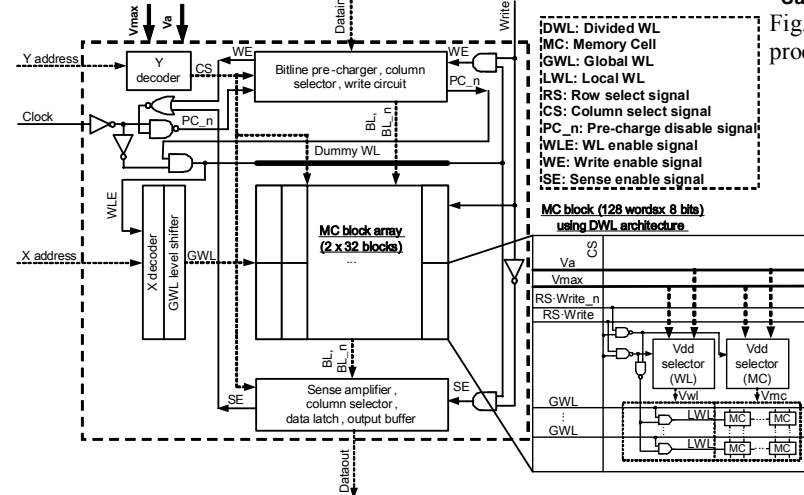 Vmax
Va
Datain
Write
Su
Fig.
proc
Y address
Y
decoder
CS
WE
Bitline pre-charger, column
selector, write circuit
WE
PC_n
Clock
PC_n
BL,
BL_n
Dummy WL
WLE
X address
X decoder
GWL level shifter
GWL
MC block array
(2 x 32 blocks)
...
BL,
BL_n
SE
Sense amplifier,
column selector,
data latch, output buffer
SE
Dataout
DWL: Divided WL
MC: Memory Cell
GWL: Global WL
LWL: Local WL
RS: Row select signal
CS: Column select signal
PC_n: Pre-charge disable signal
WLE: WL enable signal
WE: Write enable signal
SE: Sense enable signal
MC block (128 wordsx 8 bits)
using DWL architecture
CS
Va
Vmax
RS·Write_n
RS·Write
Vdd
selector
(WL)
Vdd
selector
(MC)
Vwl
Vmc
GWL
LWL
MC
MC
GWL
LWL
MC
MC